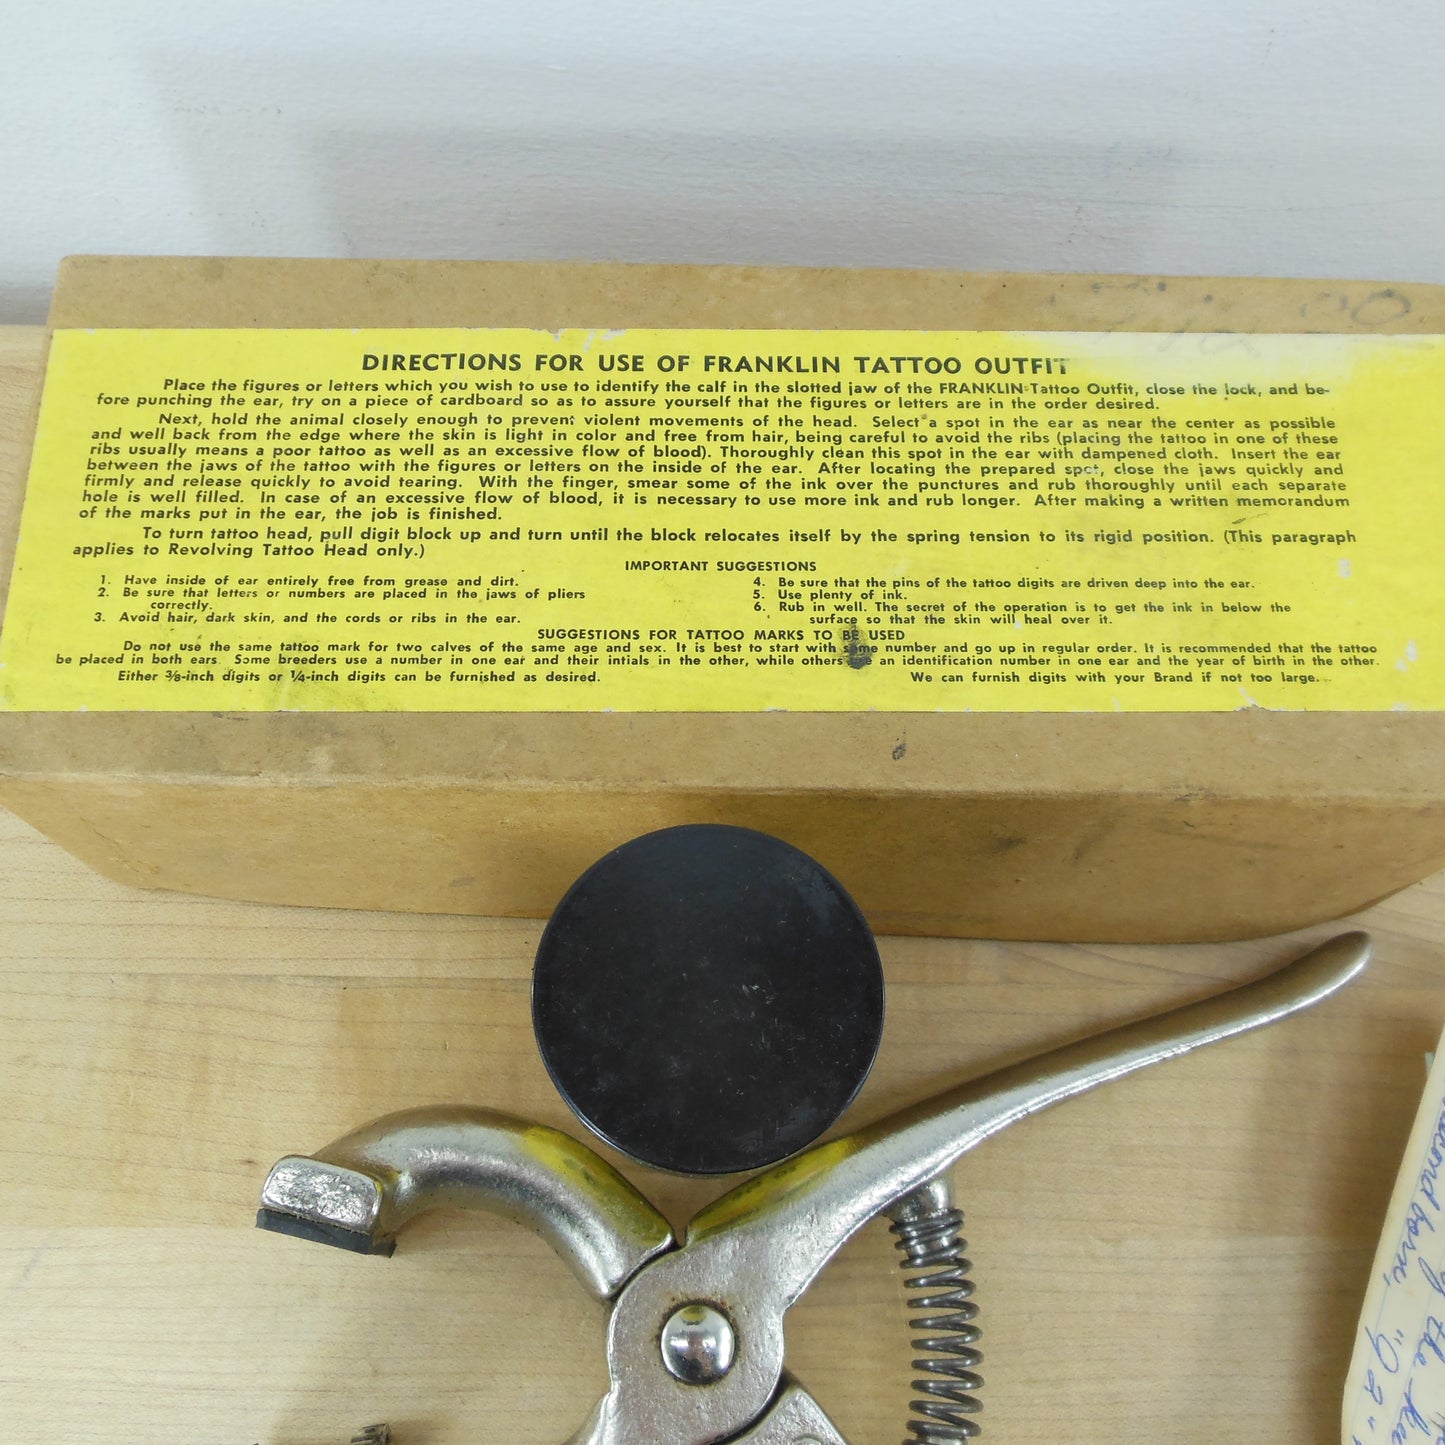 DIRECTIONS FOR USE OF FRANKLIN TATTOO OUTFIT
Place the figures or letters which you wish to use to identify the calf in the slotted jaw of the FRANKLIN Tattoo Outfit, close the lock, and be-
fore punching the ear, try on a piece of cardboard so as to assure yourself that the figures or letters are in the order desired.
Next, hold the animal closely enough to prevent violent movements of the head. Select a spot in the ear as near the center as possible
and well back from the edge where the skin is light in color and free from hair, being careful to avoid the ribs (placing the tattoo in one of these
ribs usually means a poor tattoo as well as an excessive flow of blood). Thoroughly clean this spot in the ear with dampened cloth. Insert the ear
between the jaws of the tattoo with the figures or letters on the inside of the ear. After locating the prepared spot, close the jaws quickly and
firmly and release quickly to avoid tearing. With the finger, smear some of the ink over the punctures and rub thoroughly until each separate
hole is well filled. In case of an excessive flow of blood, it is necessary to use more ink and rub longer. After making a written memorandum
of the marks put in the ear, the job is finished.
To turn tattoo head, pull digit block up and turn until the block relocates itself by the spring tension to its rigid position. (This paragraph
applies to Revolving Tattoo Head only.)
IMPORTANT SUGGESTIONS
1. Have inside of ear entirely free from grease and dirt.
2. Be sure that letters or numbers are placed in the jaws of pliers
correctly.
3. Avoid hair, dark skin, and the cords or ribs in the ear.
4. Be sure that the pins of the tattoo digits are driven deep into the ear.
5. Use plenty of ink.
6. Rub in well. The secret of the operation is to get the ink in below the
surface so that the skin will heal over it.
SUGGESTIONS FOR TATTOO MARKS TO BE USED
Do not use the same tattoo mark for two calves of the same age and sex. It is best to start with some number and go up in regular order. It is recommended that the tattoo
be placed in both ears. Some breeders use a number in one ear and their intials in the other, while others use an identification number in one ear and the year of birth in the other.
Either 3/8-inch digits or 1/4-inch digits can be furnished as desired.
We can furnish digits with your Brand if not too large.
the